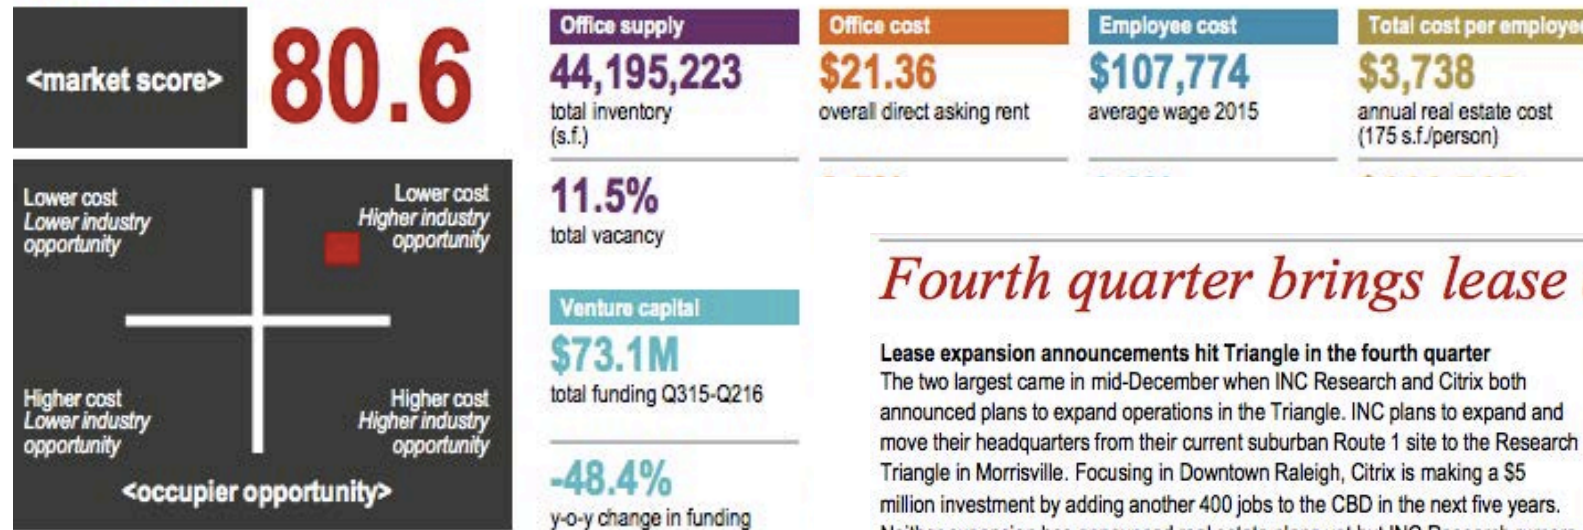 <market score>
80.6
Lower cost
Lower industry
opportunity
Lower cost
Higher industry
opportunity
Higher cost
Lower industry
opportunity
Higher cost
Higher industry
opportunity
<occupier opportunity>
Office supply
44,195,223
total inventory
(s.f.)
11.5%
total vacancy
Venture capital
$73.1M
total funding Q315-Q216
-48.4%
y-o-y change in funding
Office cost
$21.36
overall direct asking rent
Employee cost
$107,774
average wage 2015
Total cost per employee
$3,738
annual real estate cost
(175 s.f./person)
Fourth quarter brings lease
Lease expansion announcements hit Triangle in the fourth quarter
The two largest came in mid-December when INC Research and Citrix both
announced plans to expand operations in the Triangle. INC plans to expand and
move their headquarters from their current suburban Route 1 site to the Research
Triangle in Morrisville. Focusing in Downtown Raleigh, Citrix is making a $5
million investment by adding another 400 jobs to the CBD in the next five years.